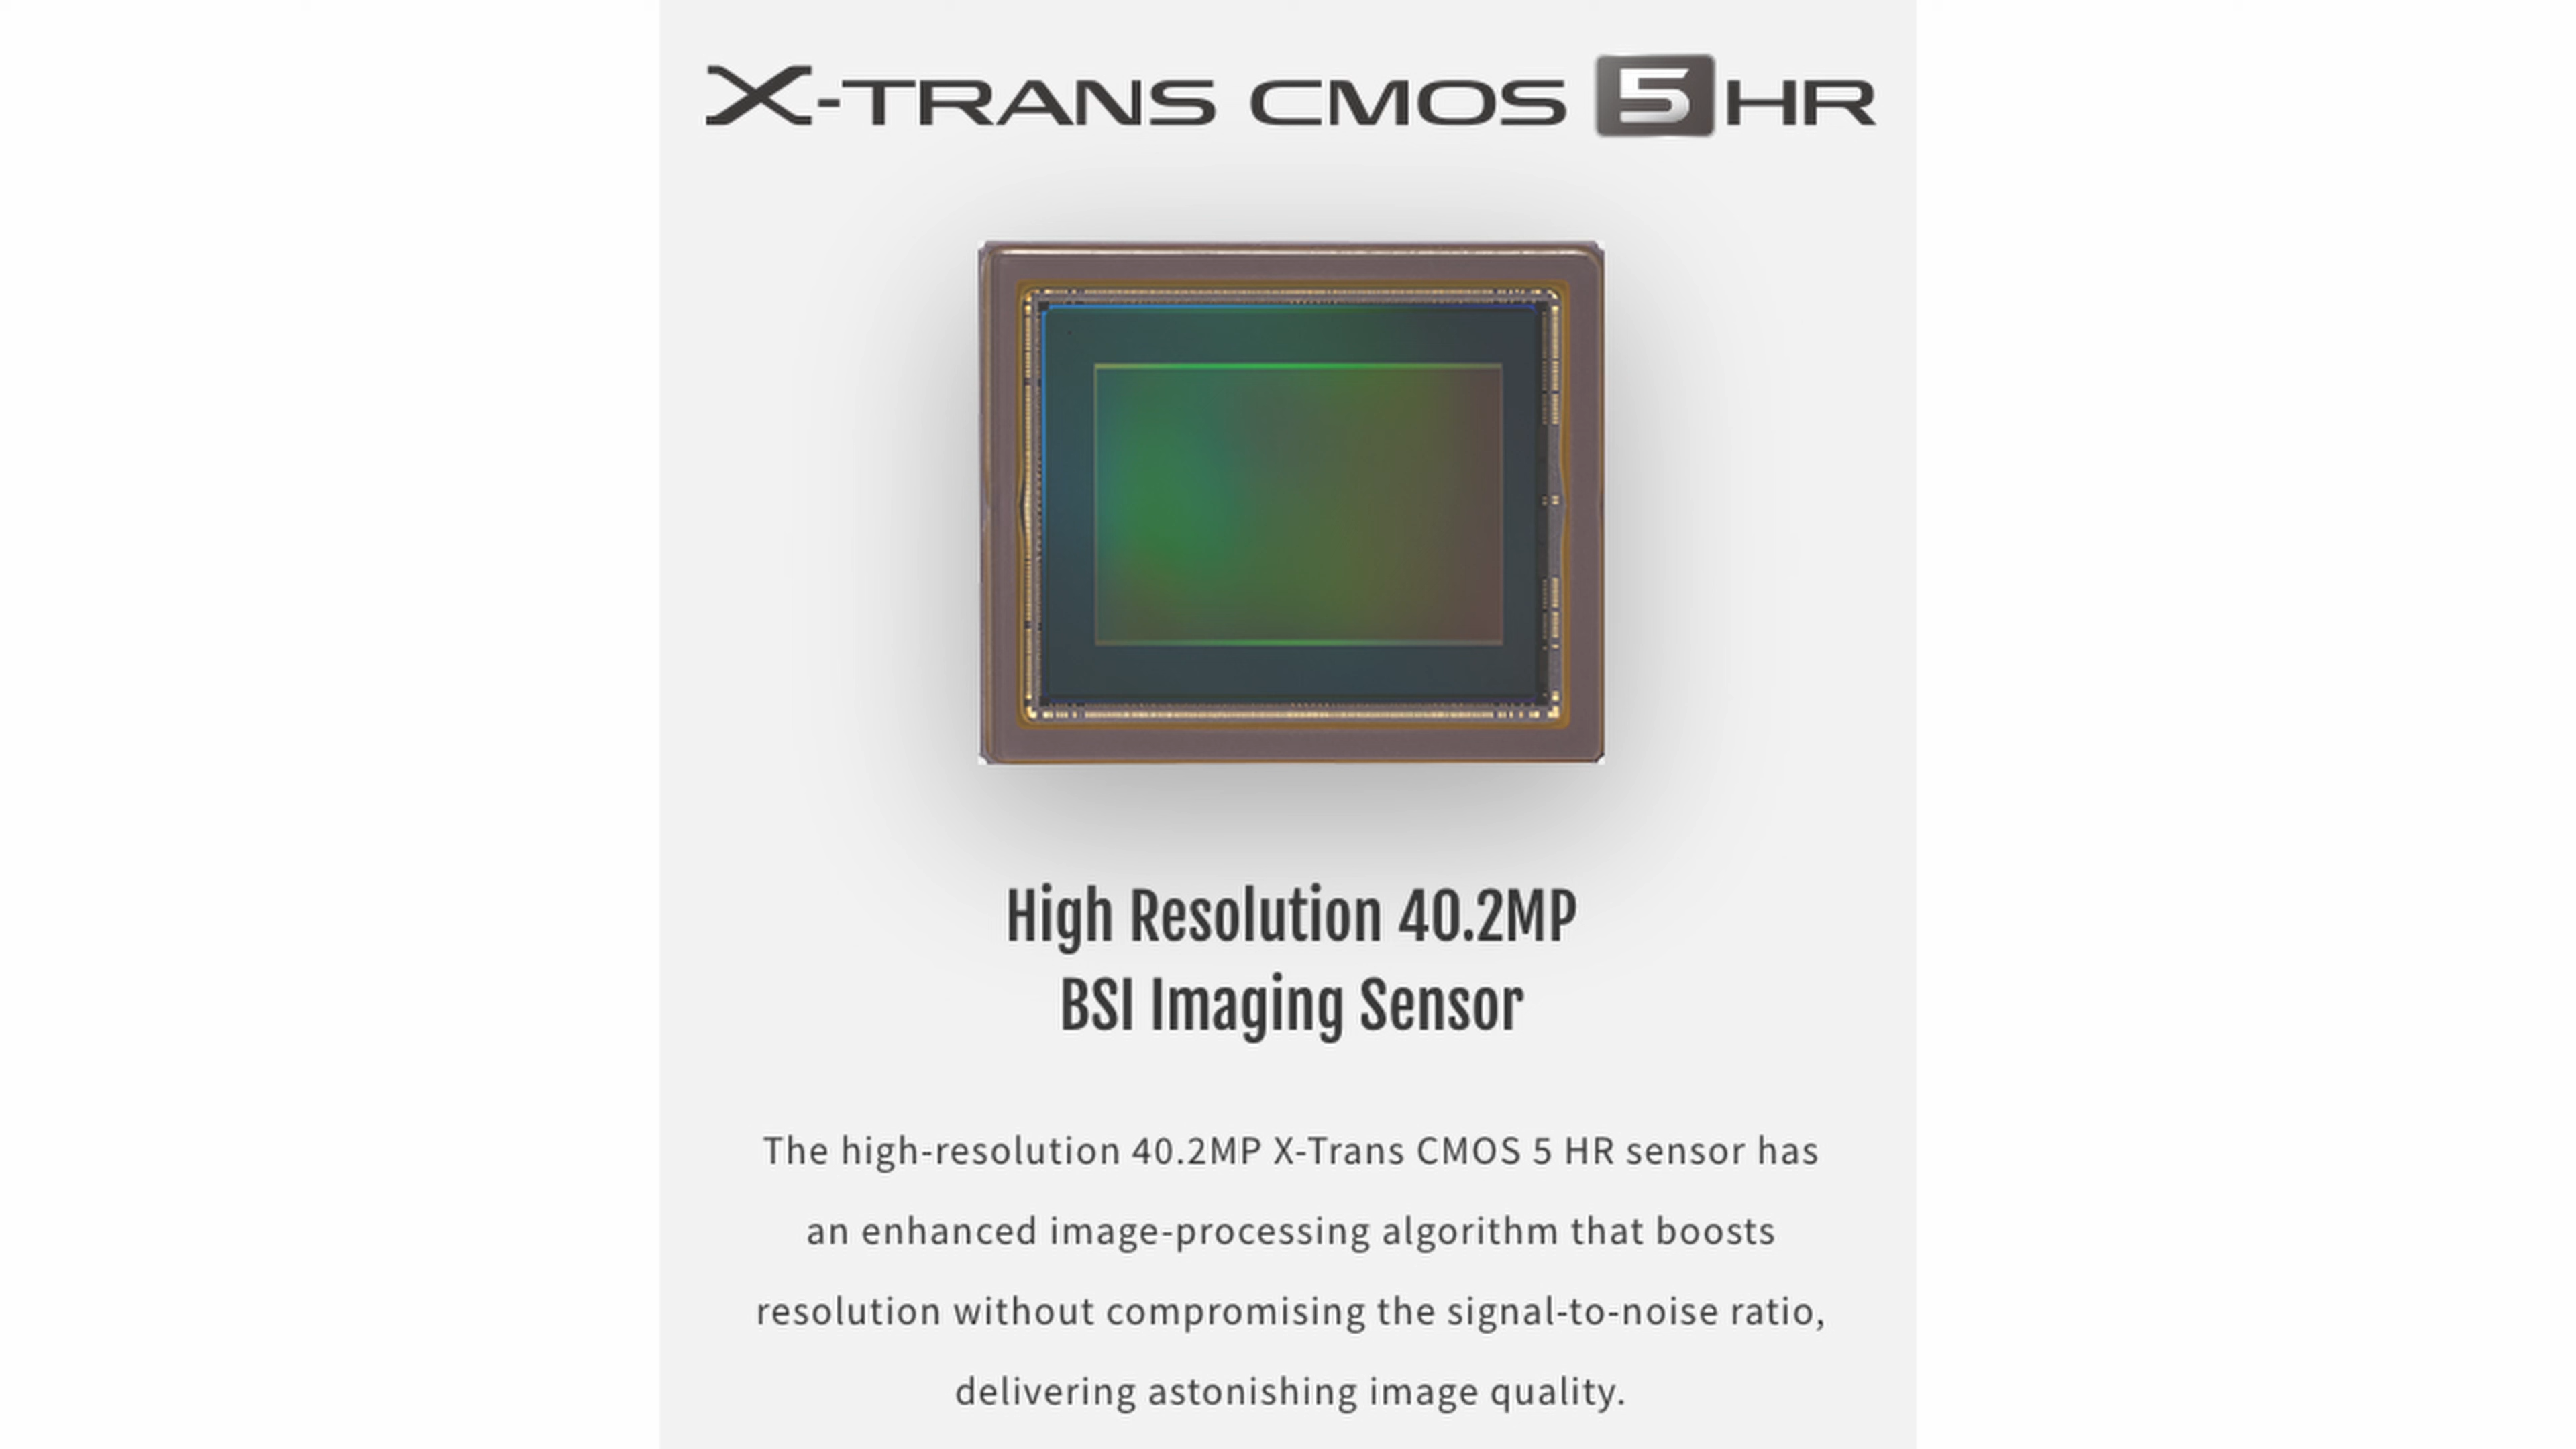 X-TRANS CMOS 5 HR
High Resolution 40.2MP
BSI Imaging Sensor
The high-resolution 40.2MP X-Trans CMOS 5 HR sensor has
an enhanced image-processing algorithm that boosts
resolution without compromising the signal-to-noise ratio,
delivering astonishing image quality.